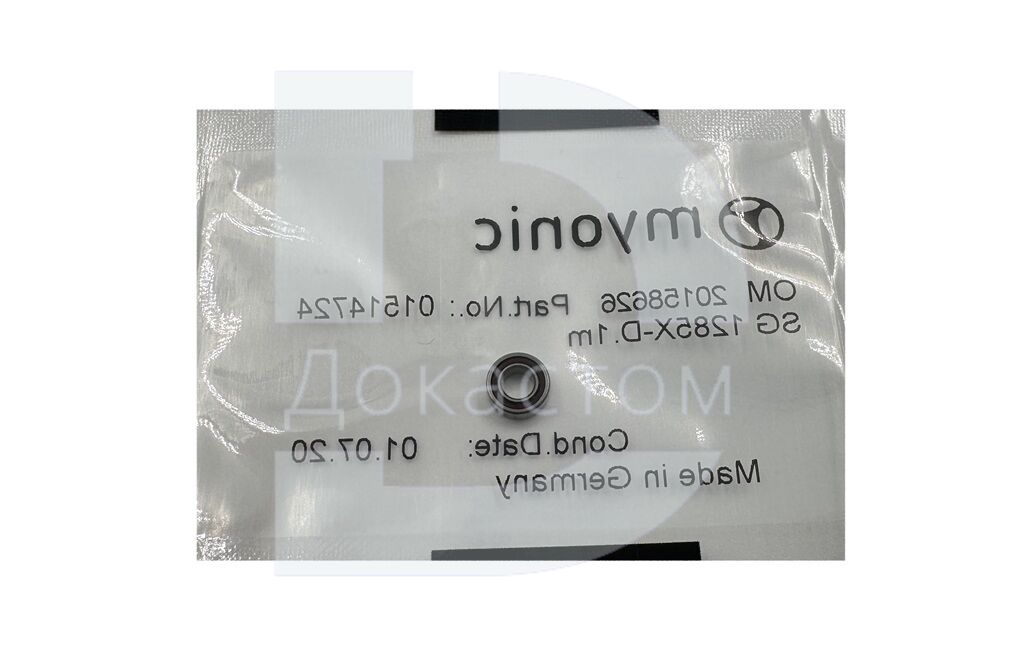 myonic
OM 20158626 Part.No.: 01514724
SG 1285X-D.1m
Докастом
Cond.Date: 01.07.20
Made in Germany